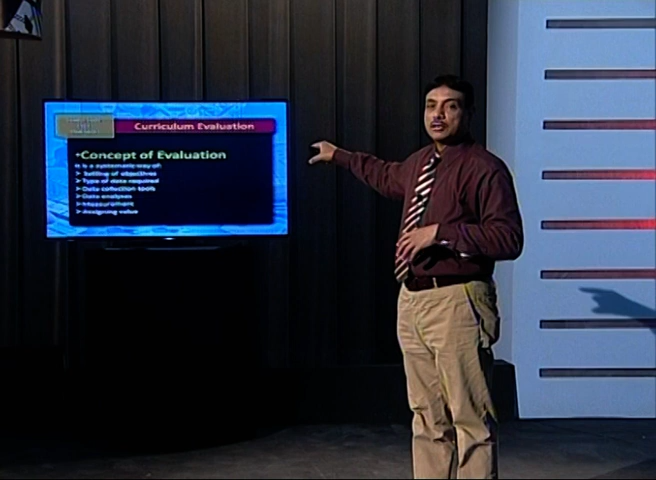 Curriculum Evaluation
•Concept of Evaluation
It is a systematic way of:
➢ Setting of objectives
➢ Type of data required
➢ Data collection tools
➢ Data analyses
➢ Measurement
➢ Assigning value